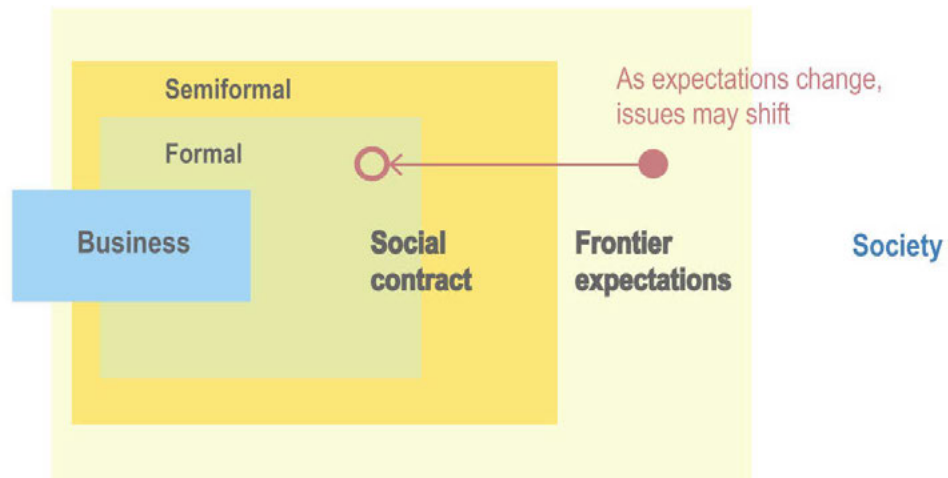 Semiformal
As expectations change,
issues may shift
Formal
Business
Social
contract
Frontier
expectations
Society